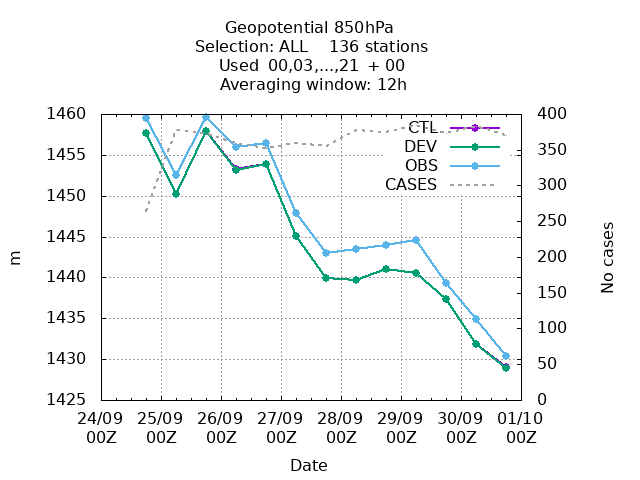 Geopotential 850hPa
Selection: ALL    136 stations
Used 00,03,...,21 + 00
Averaging window: 12h
1460
1455
1450
1445
1440
1435
1430
1425
m
400
350
300
250
200
150
100
50
0
No cases
CTL
DEV
OBS
CASES
24/09 25/09 26/09 27/09 28/09 29/09 30/09 01/10
00Z 00Z 00Z 00Z 00Z 00Z 00Z 00Z
Date